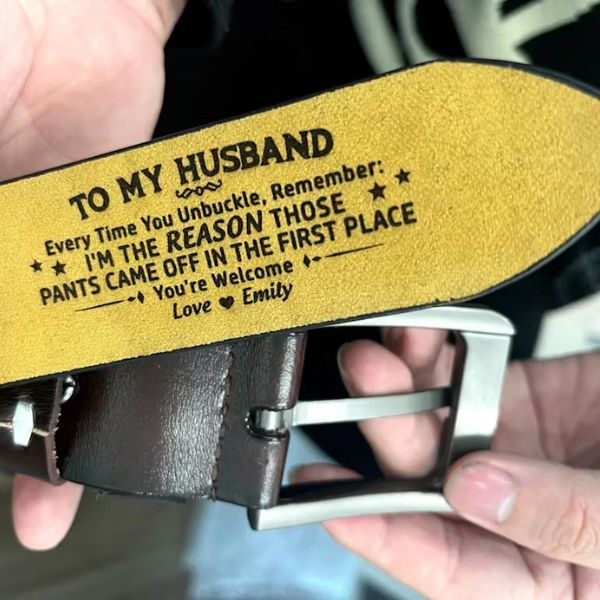 TO MY HUSBAND
Every Time You Unbuckle, Remember:
I'M THE REASON THOSE
PANTS CAME OFF IN THE FIRST PLACE
You're Welcome
Love ♥ Emily